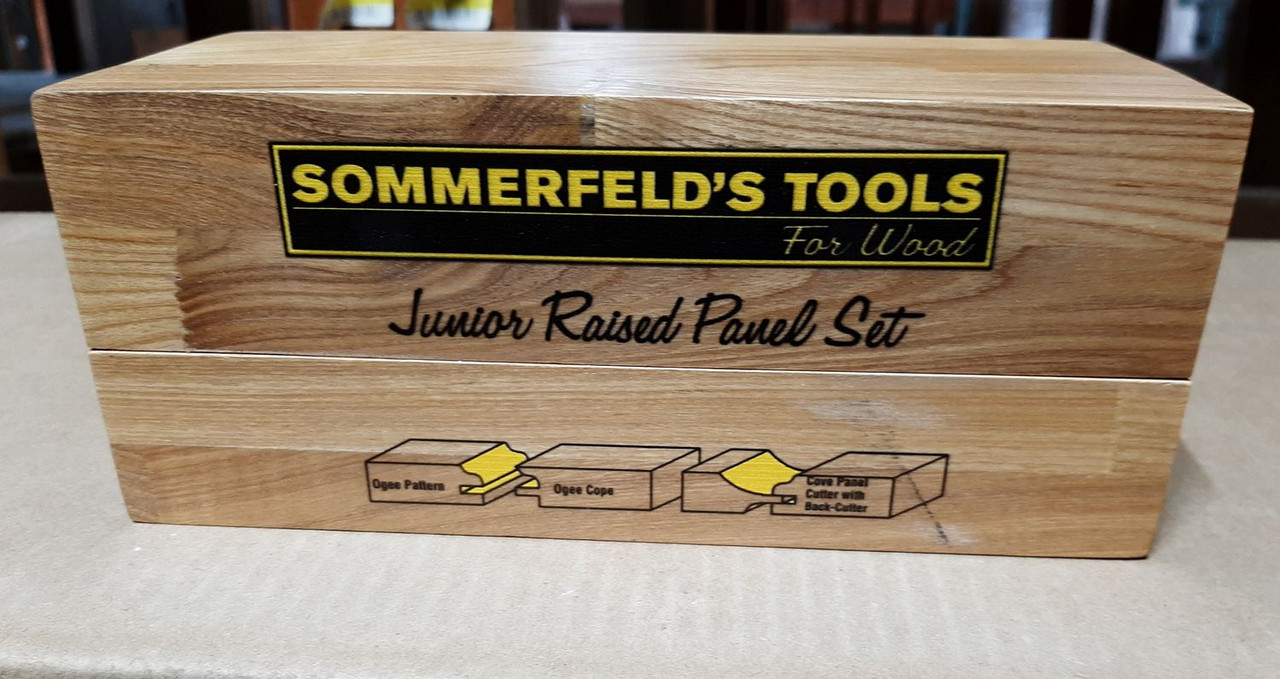 SOMMERFELD'S TOOLS
For Wood
Junior Raised Panel Set
Ogee Pattern
Ogee Cope
Cove Panel
Cutter with
Back-Cutter